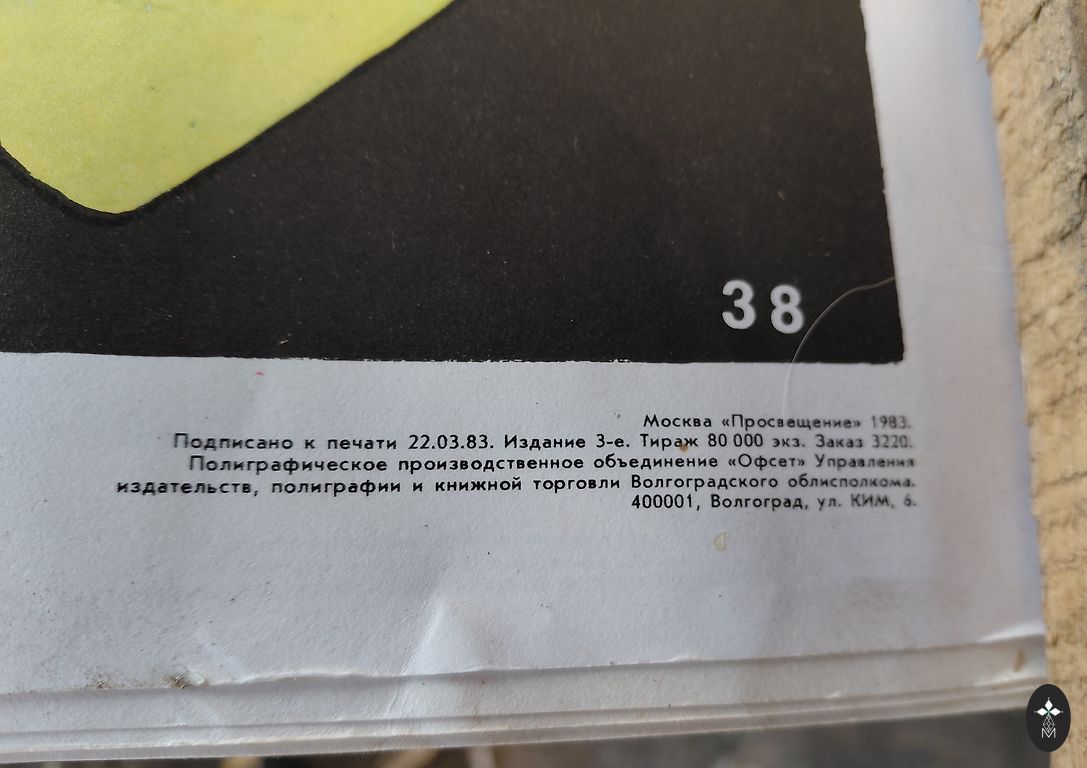 38
Москва «Просвещение» 1983.
Подписано к печати 22.03.83. Издание 3-е. Тираж 80 000 экз. Заказ 3220.
Полиграфическое производственное объединение «Офсет» Управления
издательств, полиграфии и книжной торговли Волгоградского облисполкома.
400001, Волгоград, ул. КИМ, 6.
M